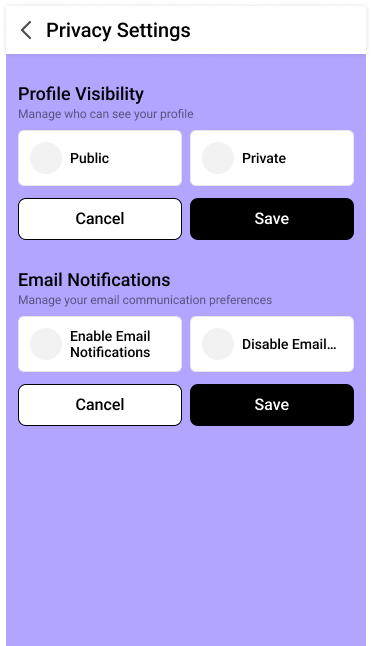 Privacy Settings
Profile Visibility
Manage who can see your profile
Public
Private
Cancel
Save
Email Notifications
Manage your email communication preferences
Enable Email
Notifications
Disable Email...
Cancel
Save